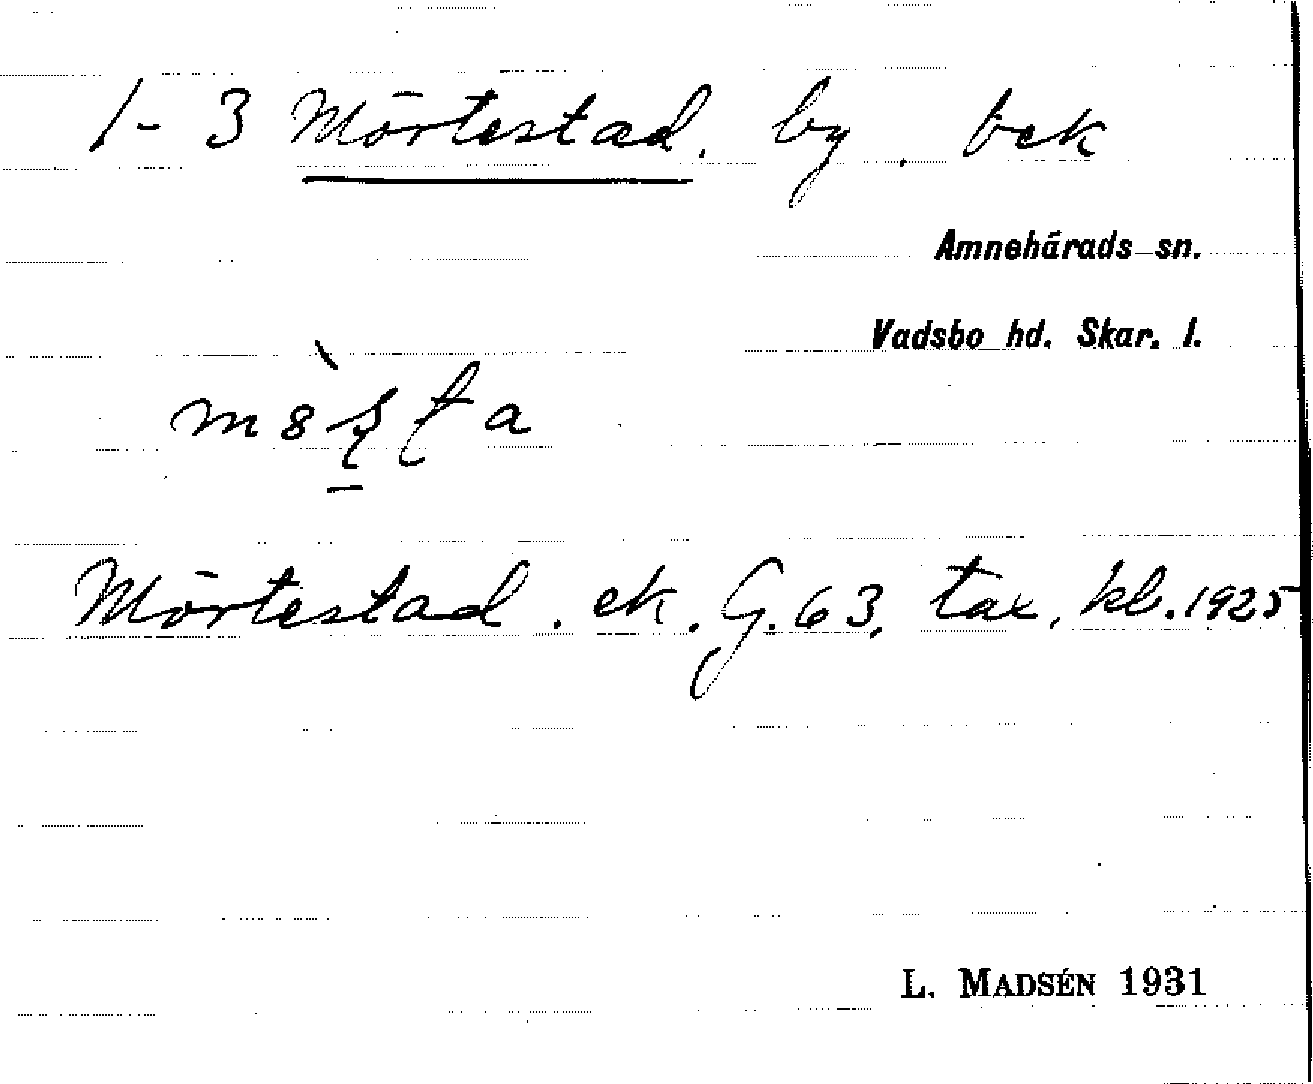 1-3 Mörtestad. by. bek
Amnehärads sn.
Vadsbo hd. Skar. l.
Mörtestad. ek. G. 63. tax. kl. 1925
L. MADSÉN 1931